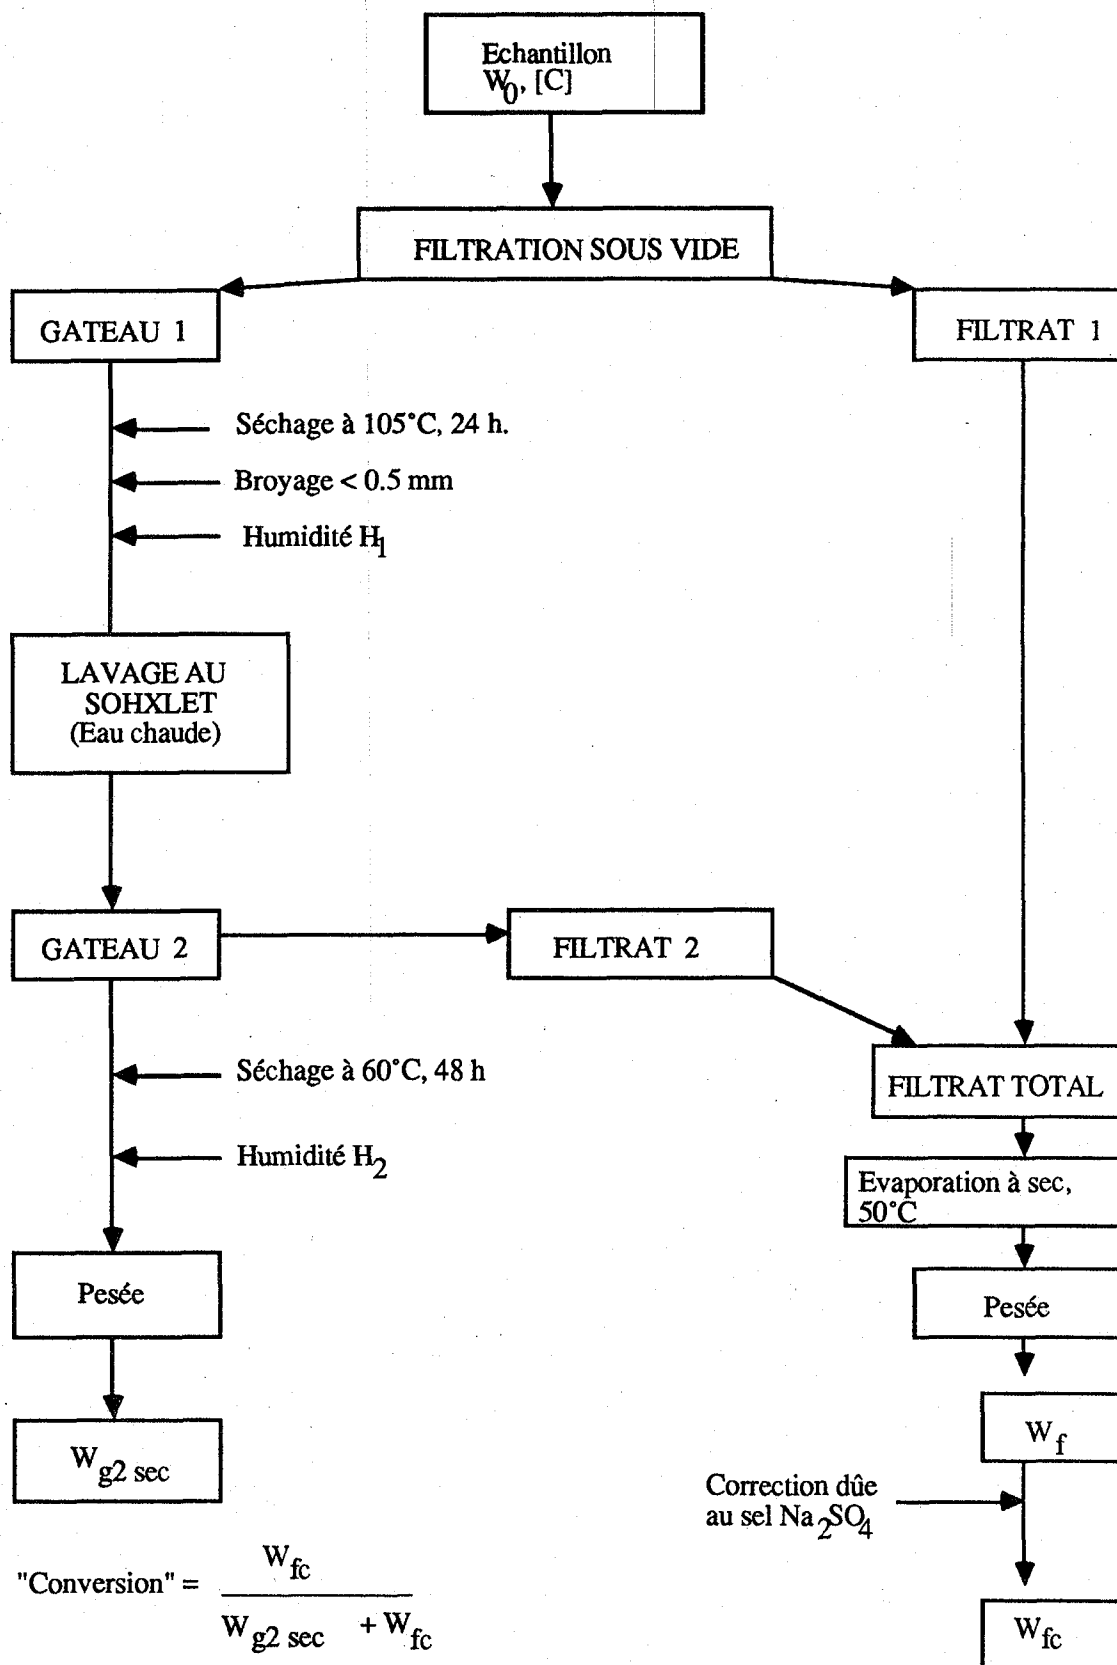 Echantillon
W0, [C]
FILTRATION SOUS VIDE
GATEAU 1
FILTRAT 1
Séchage à 105°C, 24 h.
Broyage < 0.5 mm
Humidité H1
LAVAGE AU
SOHXLET
(Eau chaude)
GATEAU 2
FILTRAT 2
Séchage à 60°C, 48 h
FILTRAT TOTAL
Humidité H2
Evaporation à sec,
50°C
Pesée
Pesée
Wf
Wg2 sec
Correction dûe
au sel Na2SO4
"Conversion" = Wfc
Wg2 sec + Wfc
Wfc